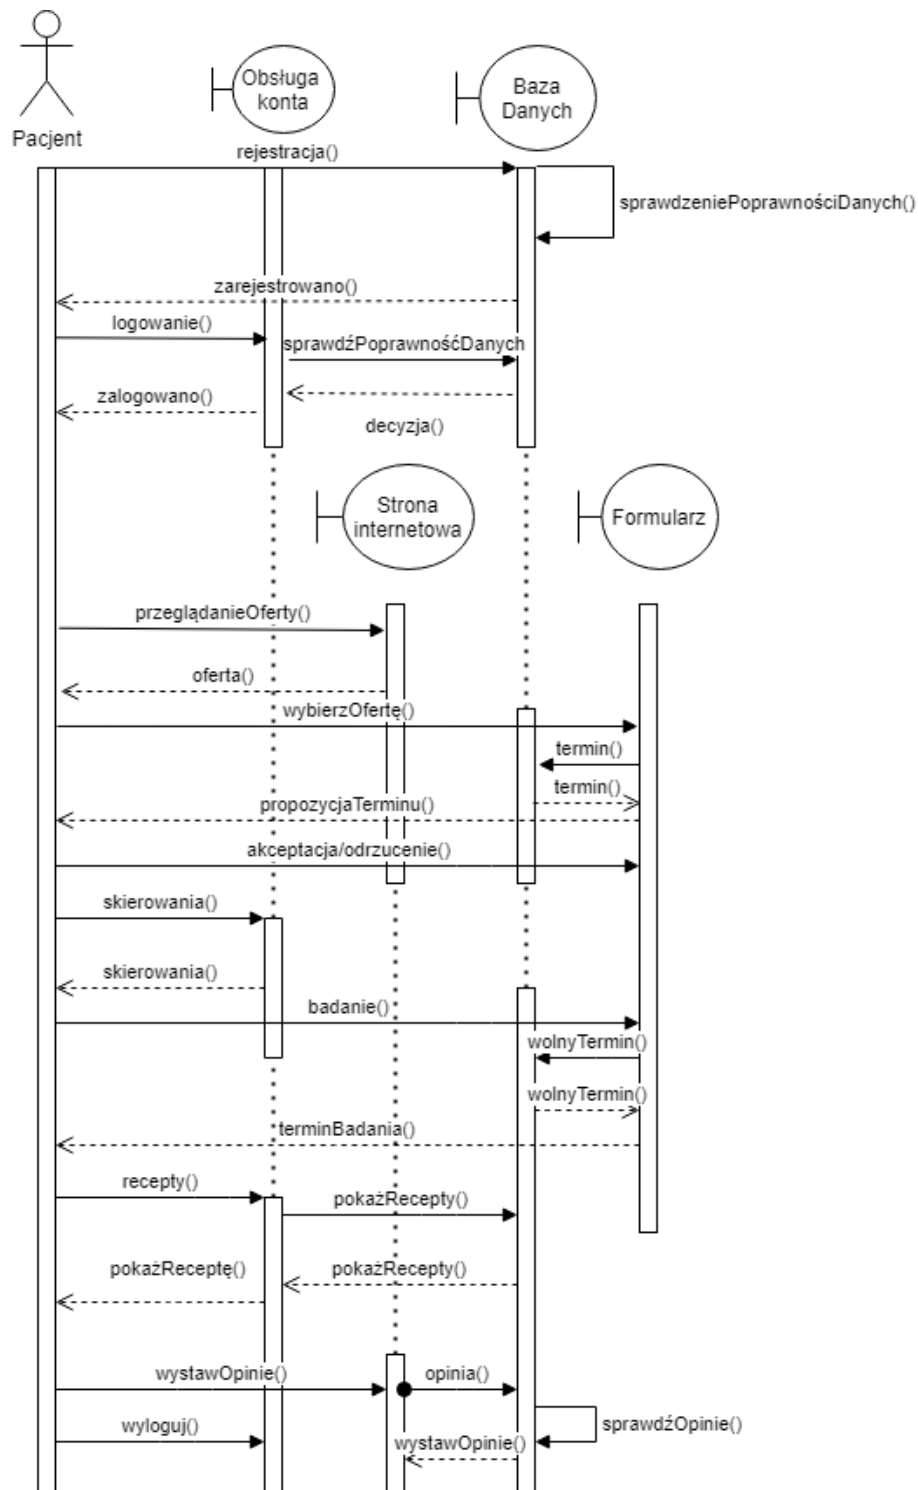 Obsługa
konta
Baza
Danych
Pacjent
rejestracja()
sprawdzeniePoprawnościDanych()
zarejestrowano()
logowanie()
sprawdźPoprawnośćDanych
zalogowano()
decyzja()
Strona
internetowa
Formularz
przeglądanieOferty()
oferta()
wybierzOfertę()
termin()
termin()
propozycjaTerminu()
akceptacja/odrzucenie()
skierowania()
skierowania()
badanie()
wolnyTermin()
wolnyTermin()
terminBadania()
recepty()
pokażRecepty()
pokażReceptę()
pokażRecepty()
wystawOpinie()
opinia()
wyloguj()
sprawdźOpinie()
wystawOpinie()